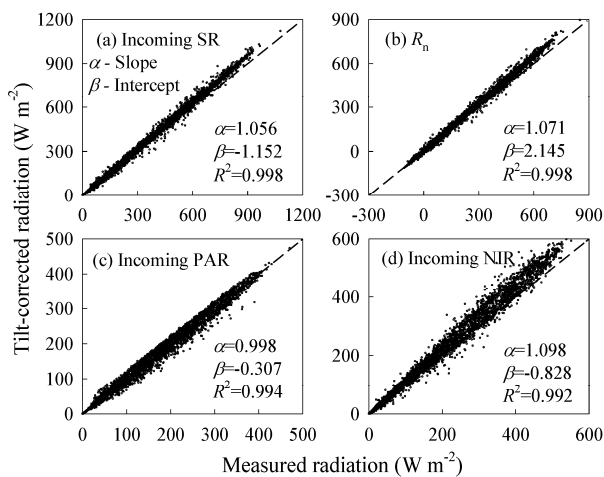 Tilt-corrected radiation (W m⁻²)
1200
900
600
300
0
(a) Incoming SR
α - Slope
β - Intercept
α=1.056
β=-1.152
R²=0.998
0 300 600 900 1200
900
600
300
0
-300
(b) Rₙ
α=1.071
β=2.145
R²=0.998
-300 0 300 600 900
500
400
300
200
100
0
(c) Incoming PAR
α=0.998
β=-0.307
R²=0.994
0 100 200 300 400 500
600
400
200
0
(d) Incoming NIR
α=1.098
β=-0.828
R²=0.992
0 200 400 600
Measured radiation (W m⁻²)